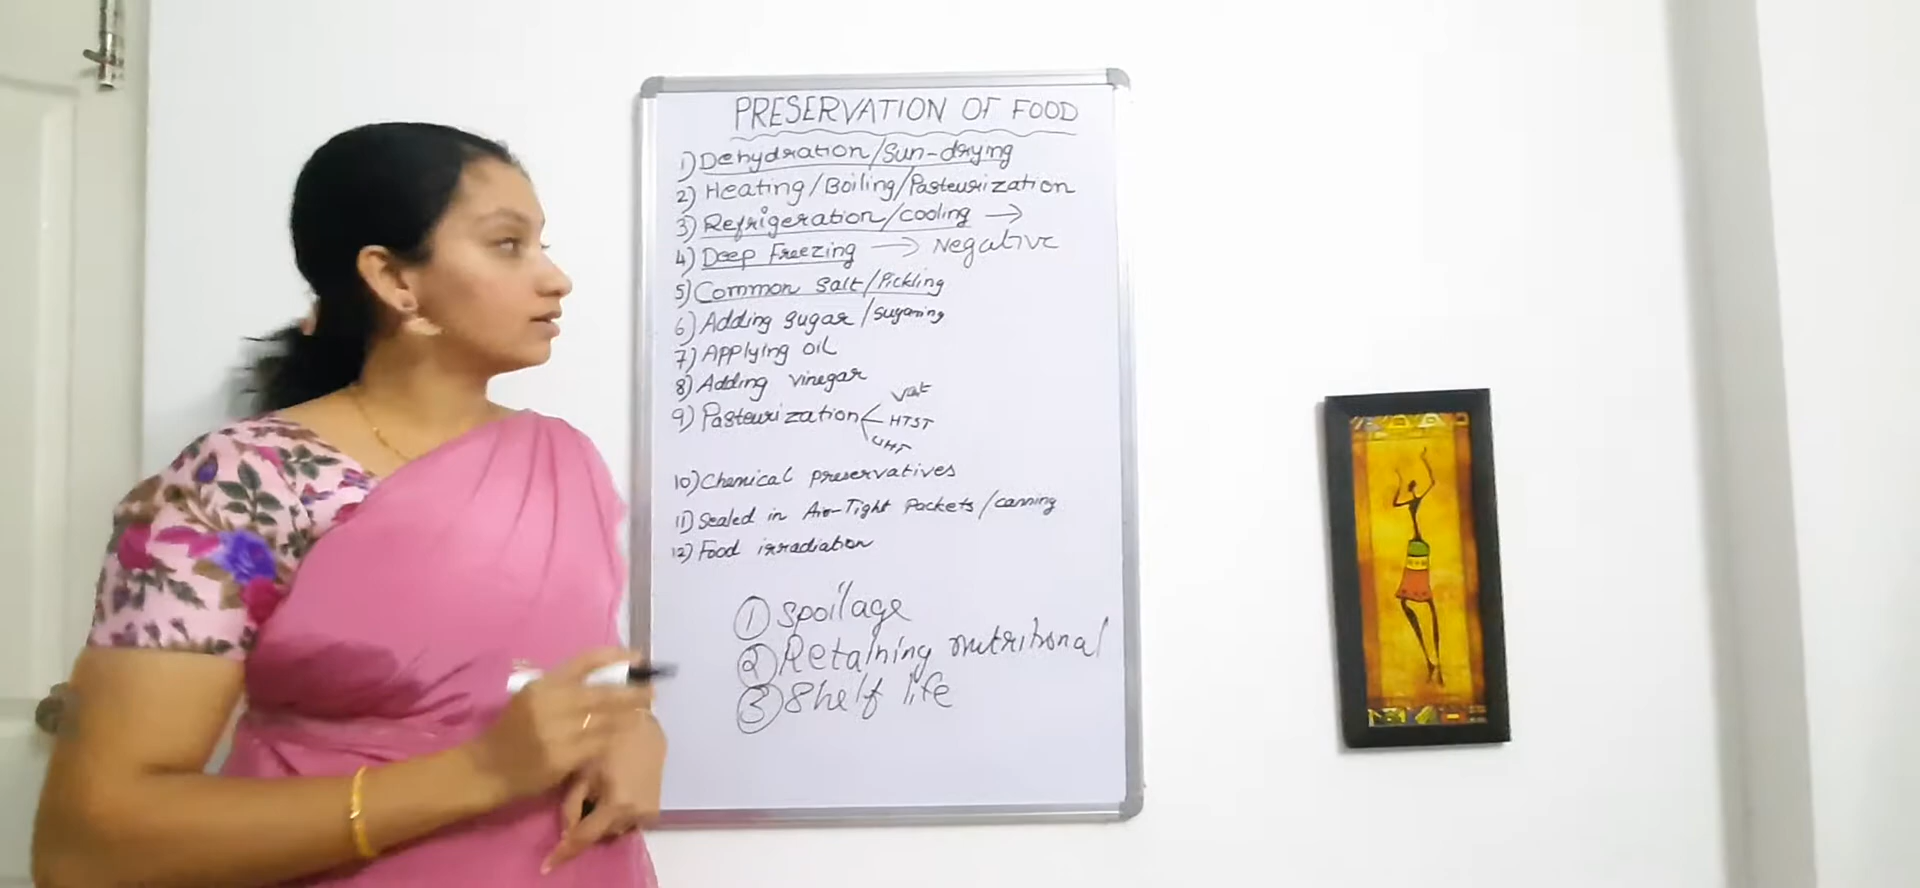 PRESERVATION OF FOOD
1) Dehydration/Sun-drying
2) Heating/Boiling/Pasteurization
3) Refrigeration/cooling →
4) Deep Freezing → Negative
5) Common Salt/Pickling
6) Adding sugar/sugaring
7) Applying oil
8) Adding vinegar
Vat
9) Pasteurization HTST
UHT
10) Chemical preservatives
11) Sealed in Air-Tight Packets/canning
12) Food irradiation
① Spoilage
② Retaining nutritional
③ Shelf life